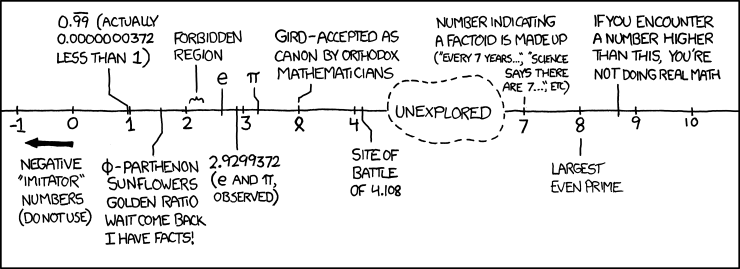 0.99 (ACTUALLY
0.0000000372
LESS THAN 1)
FORBIDDEN
REGION
e
π
GIRD-ACCEPTED AS
CANON BY ORTHODOX
MATHEMATICIANS
NUMBER INDICATING
A FACTOID IS MADE UP
("EVERY 7 YEARS...", "SCIENCE
SAYS THERE
ARE 7...", ETC)
IF YOU ENCOUNTER
A NUMBER HIGHER
THAN THIS, YOU'RE
NOT DOING REAL MATH
UNEXPLORED
-1 0 1 2 3 4 7 8 9 10
NEGATIVE
"IMITATOR"
NUMBERS
(DO NOT USE)
Φ-PARTHENON
SUNFLOWERS
GOLDEN RATIO
WAIT COME BACK
I HAVE FACTS!
2.9299372
(e AND π,
OBSERVED)
SITE OF
BATTLE
OF 4.108
LARGEST
EVEN PRIME